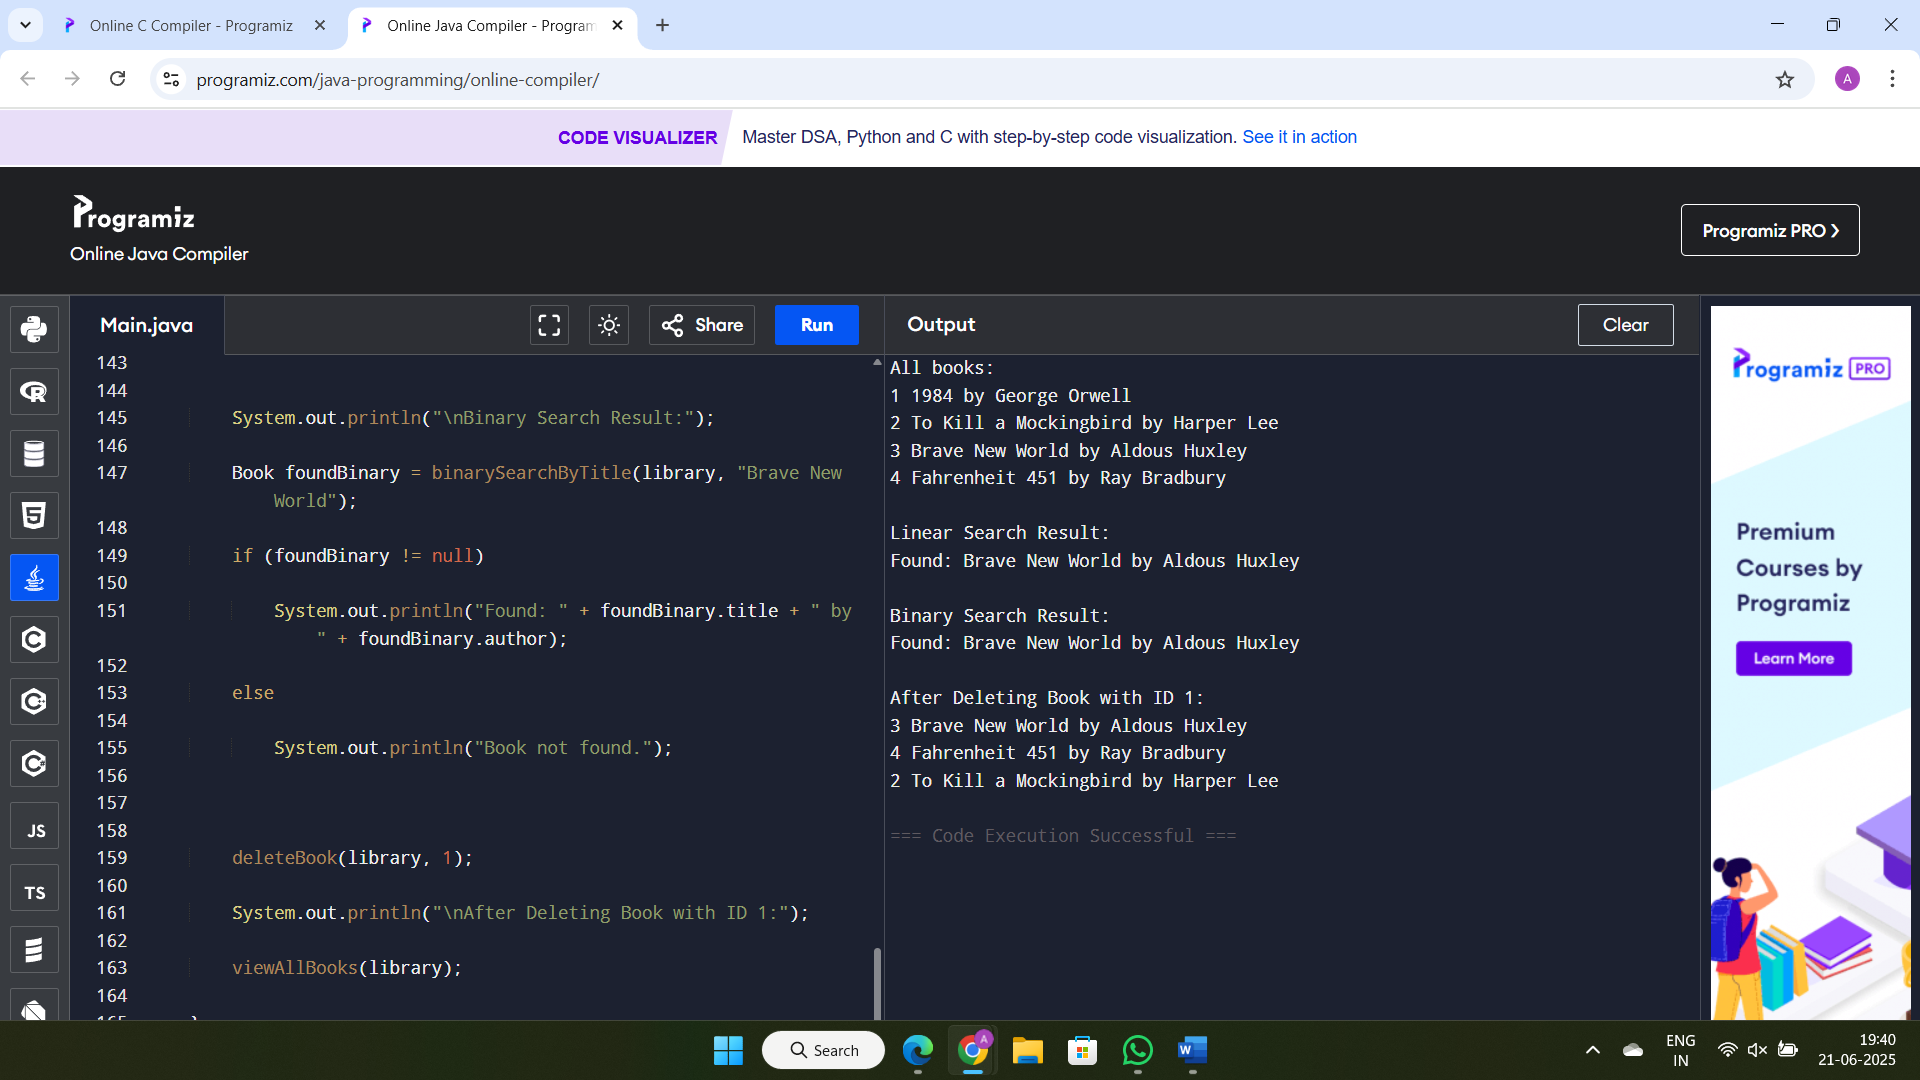 Online C Compiler - Programiz
Online Java Compiler - Program
programiz.com/java-programming/online-compiler/
A
CODE VISUALIZER Master DSA, Python and C with step-by-step code visualization. See it in action
Programiz
Online Java Compiler
Programiz PRO
Main.java
Share
Run
Output
Clear
143
144
145 System.out.println("\nBinary Search Result:");
146
147 Book foundBinary = binarySearchByTitle(library, "Brave New
World");
148
149 if (foundBinary != null)
150
151 System.out.println("Found: " + foundBinary.title + " by
" + foundBinary.author);
152
153 else
154
155 System.out.println("Book not found.");
156
157
158
159 deleteBook(library, 1);
160
161 System.out.println("\nAfter Deleting Book with ID 1:");
162
163 viewAllBooks(library);
164
165 }
All books:
1 1984 by George Orwell
2 To Kill a Mockingbird by Harper Lee
3 Brave New World by Aldous Huxley
4 Fahrenheit 451 by Ray Bradbury
Linear Search Result:
Found: Brave New World by Aldous Huxley
Binary Search Result:
Found: Brave New World by Aldous Huxley
After Deleting Book with ID 1:
3 Brave New World by Aldous Huxley
4 Fahrenheit 451 by Ray Bradbury
2 To Kill a Mockingbird by Harper Lee
=== Code Execution Successful ===
R
5
C
C
C
JS
TS
Programiz PRO
Premium
Courses by
Programiz
Learn More
Search
A
W
ENG
IN
19:40
21-06-2025